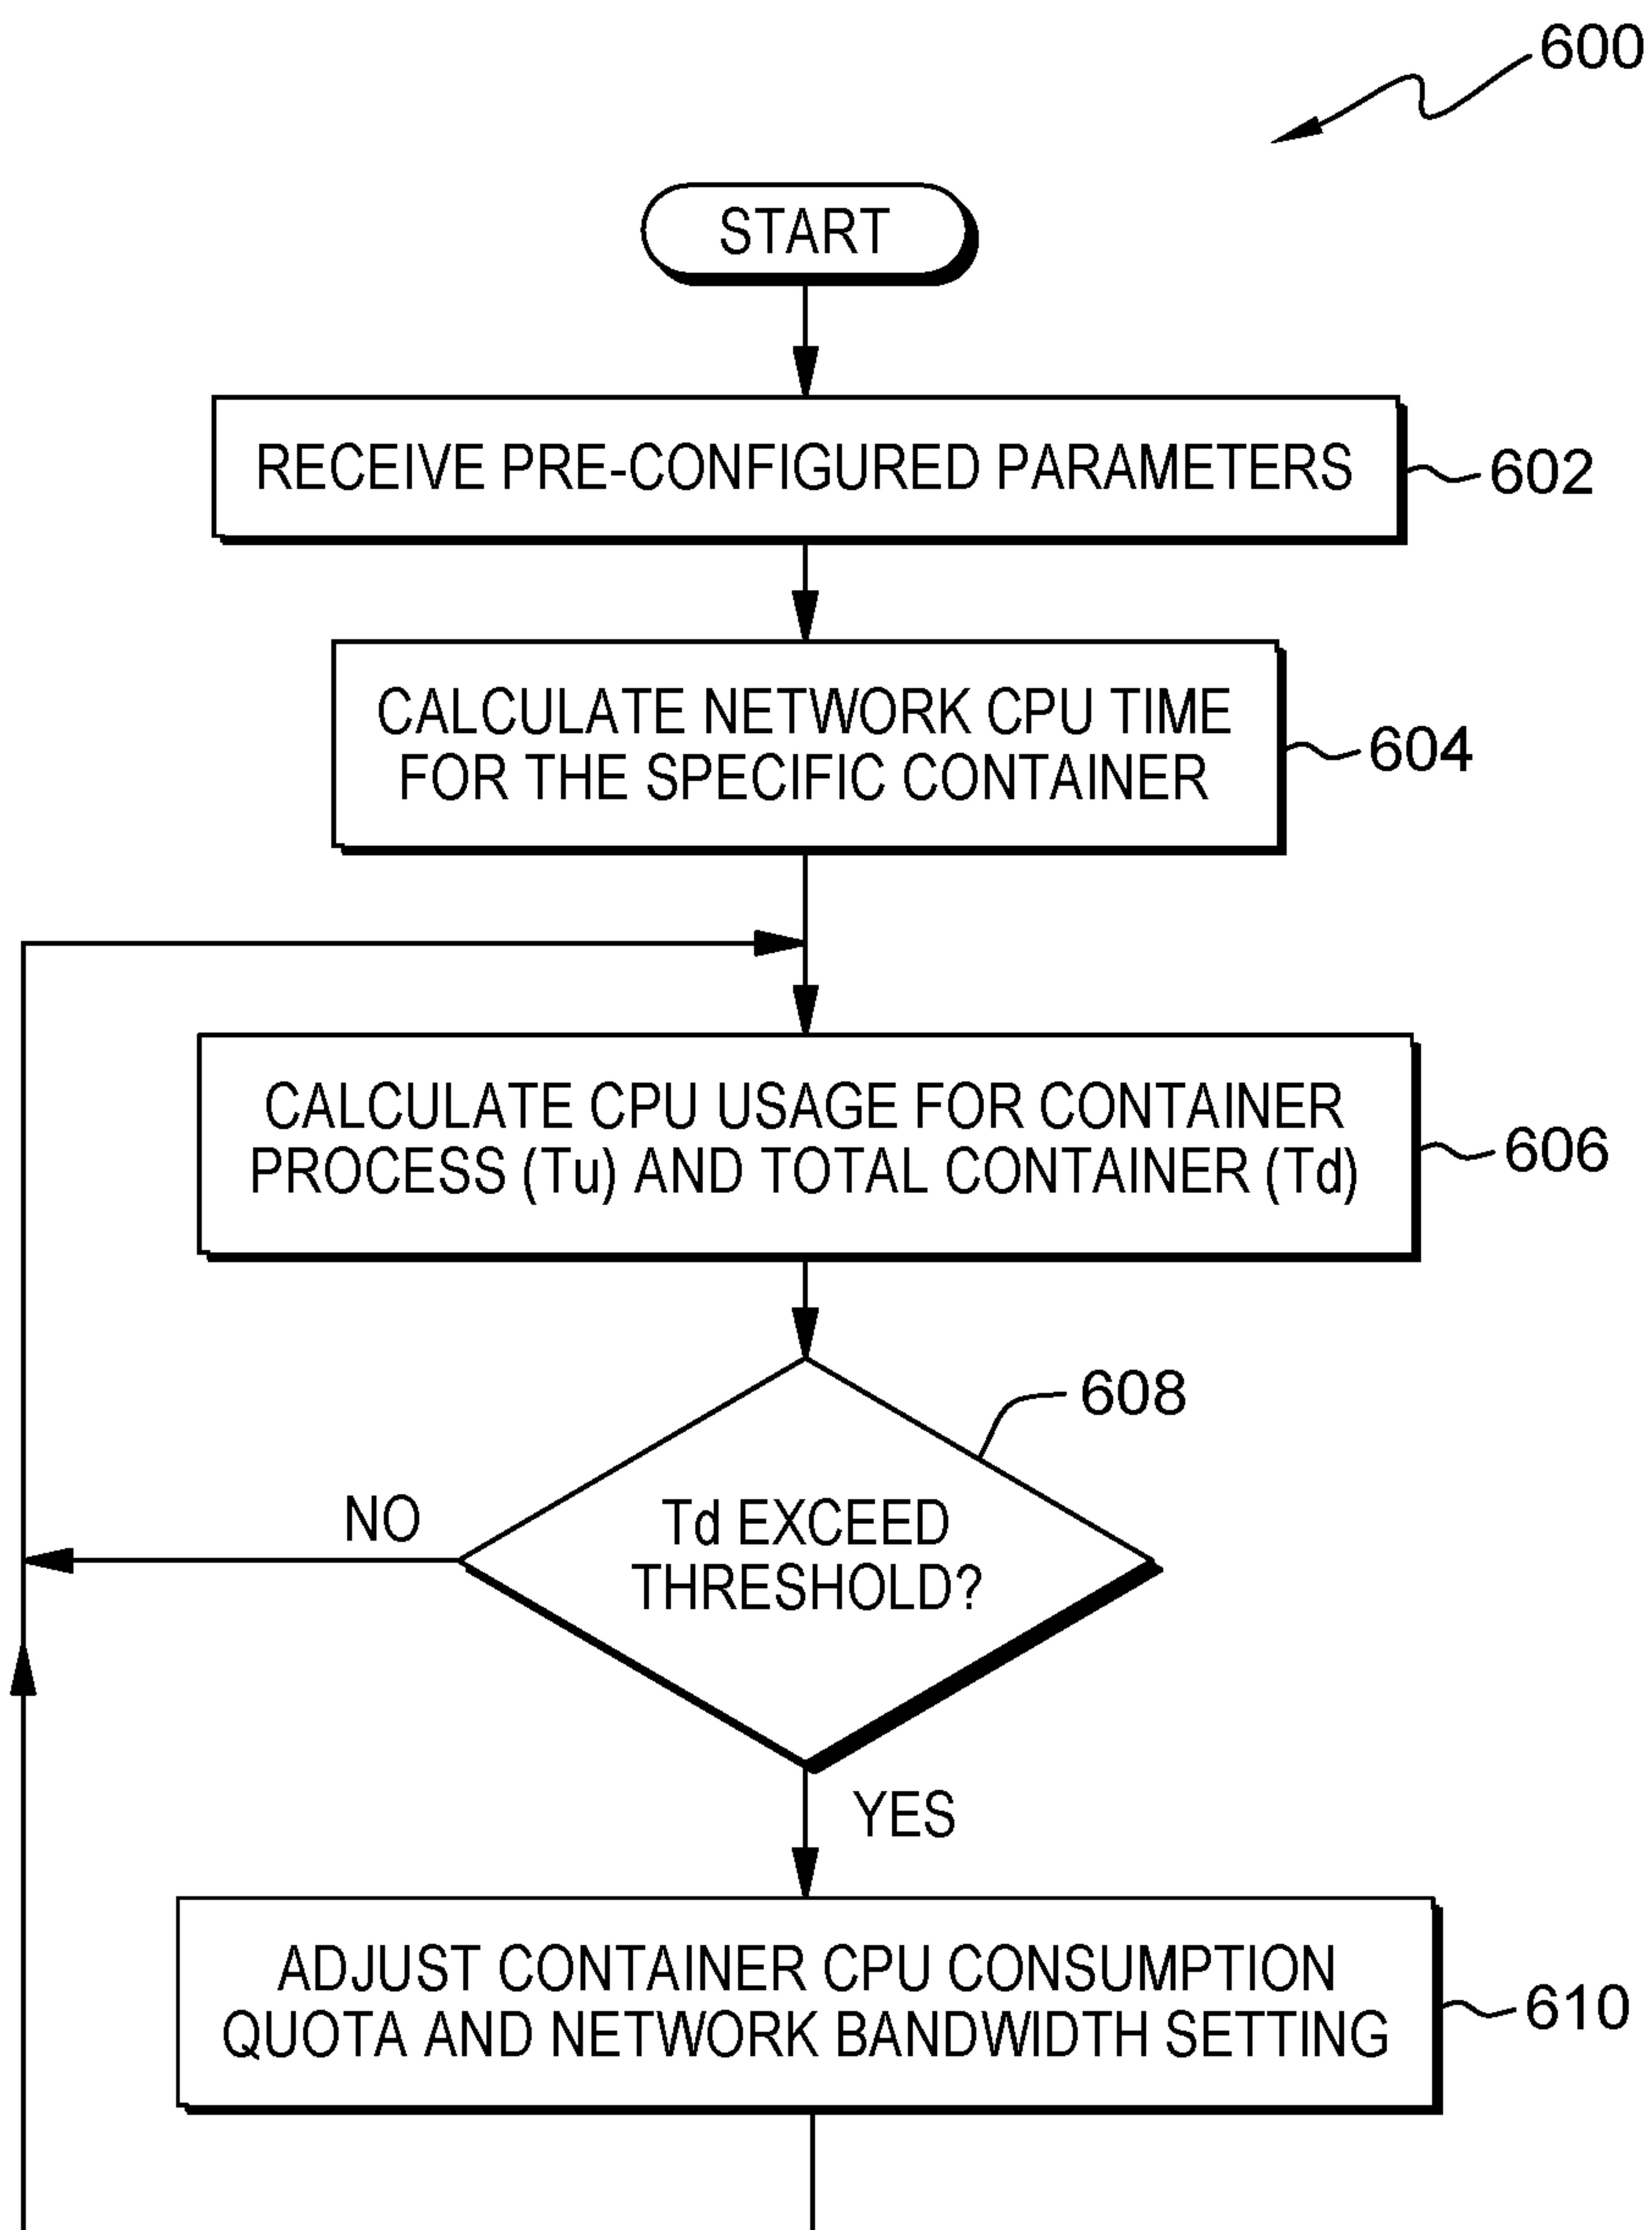 600
START
RECEIVE PRE-CONFIGURED PARAMETERS
602
CALCULATE NETWORK CPU TIME
FOR THE SPECIFIC CONTAINER
604
CALCULATE CPU USAGE FOR CONTAINER
PROCESS (Tu) AND TOTAL CONTAINER (Td)
606
608
NO
Td EXCEED
THRESHOLD?
YES
ADJUST CONTAINER CPU CONSUMPTION
QUOTA AND NETWORK BANDWIDTH SETTING
610